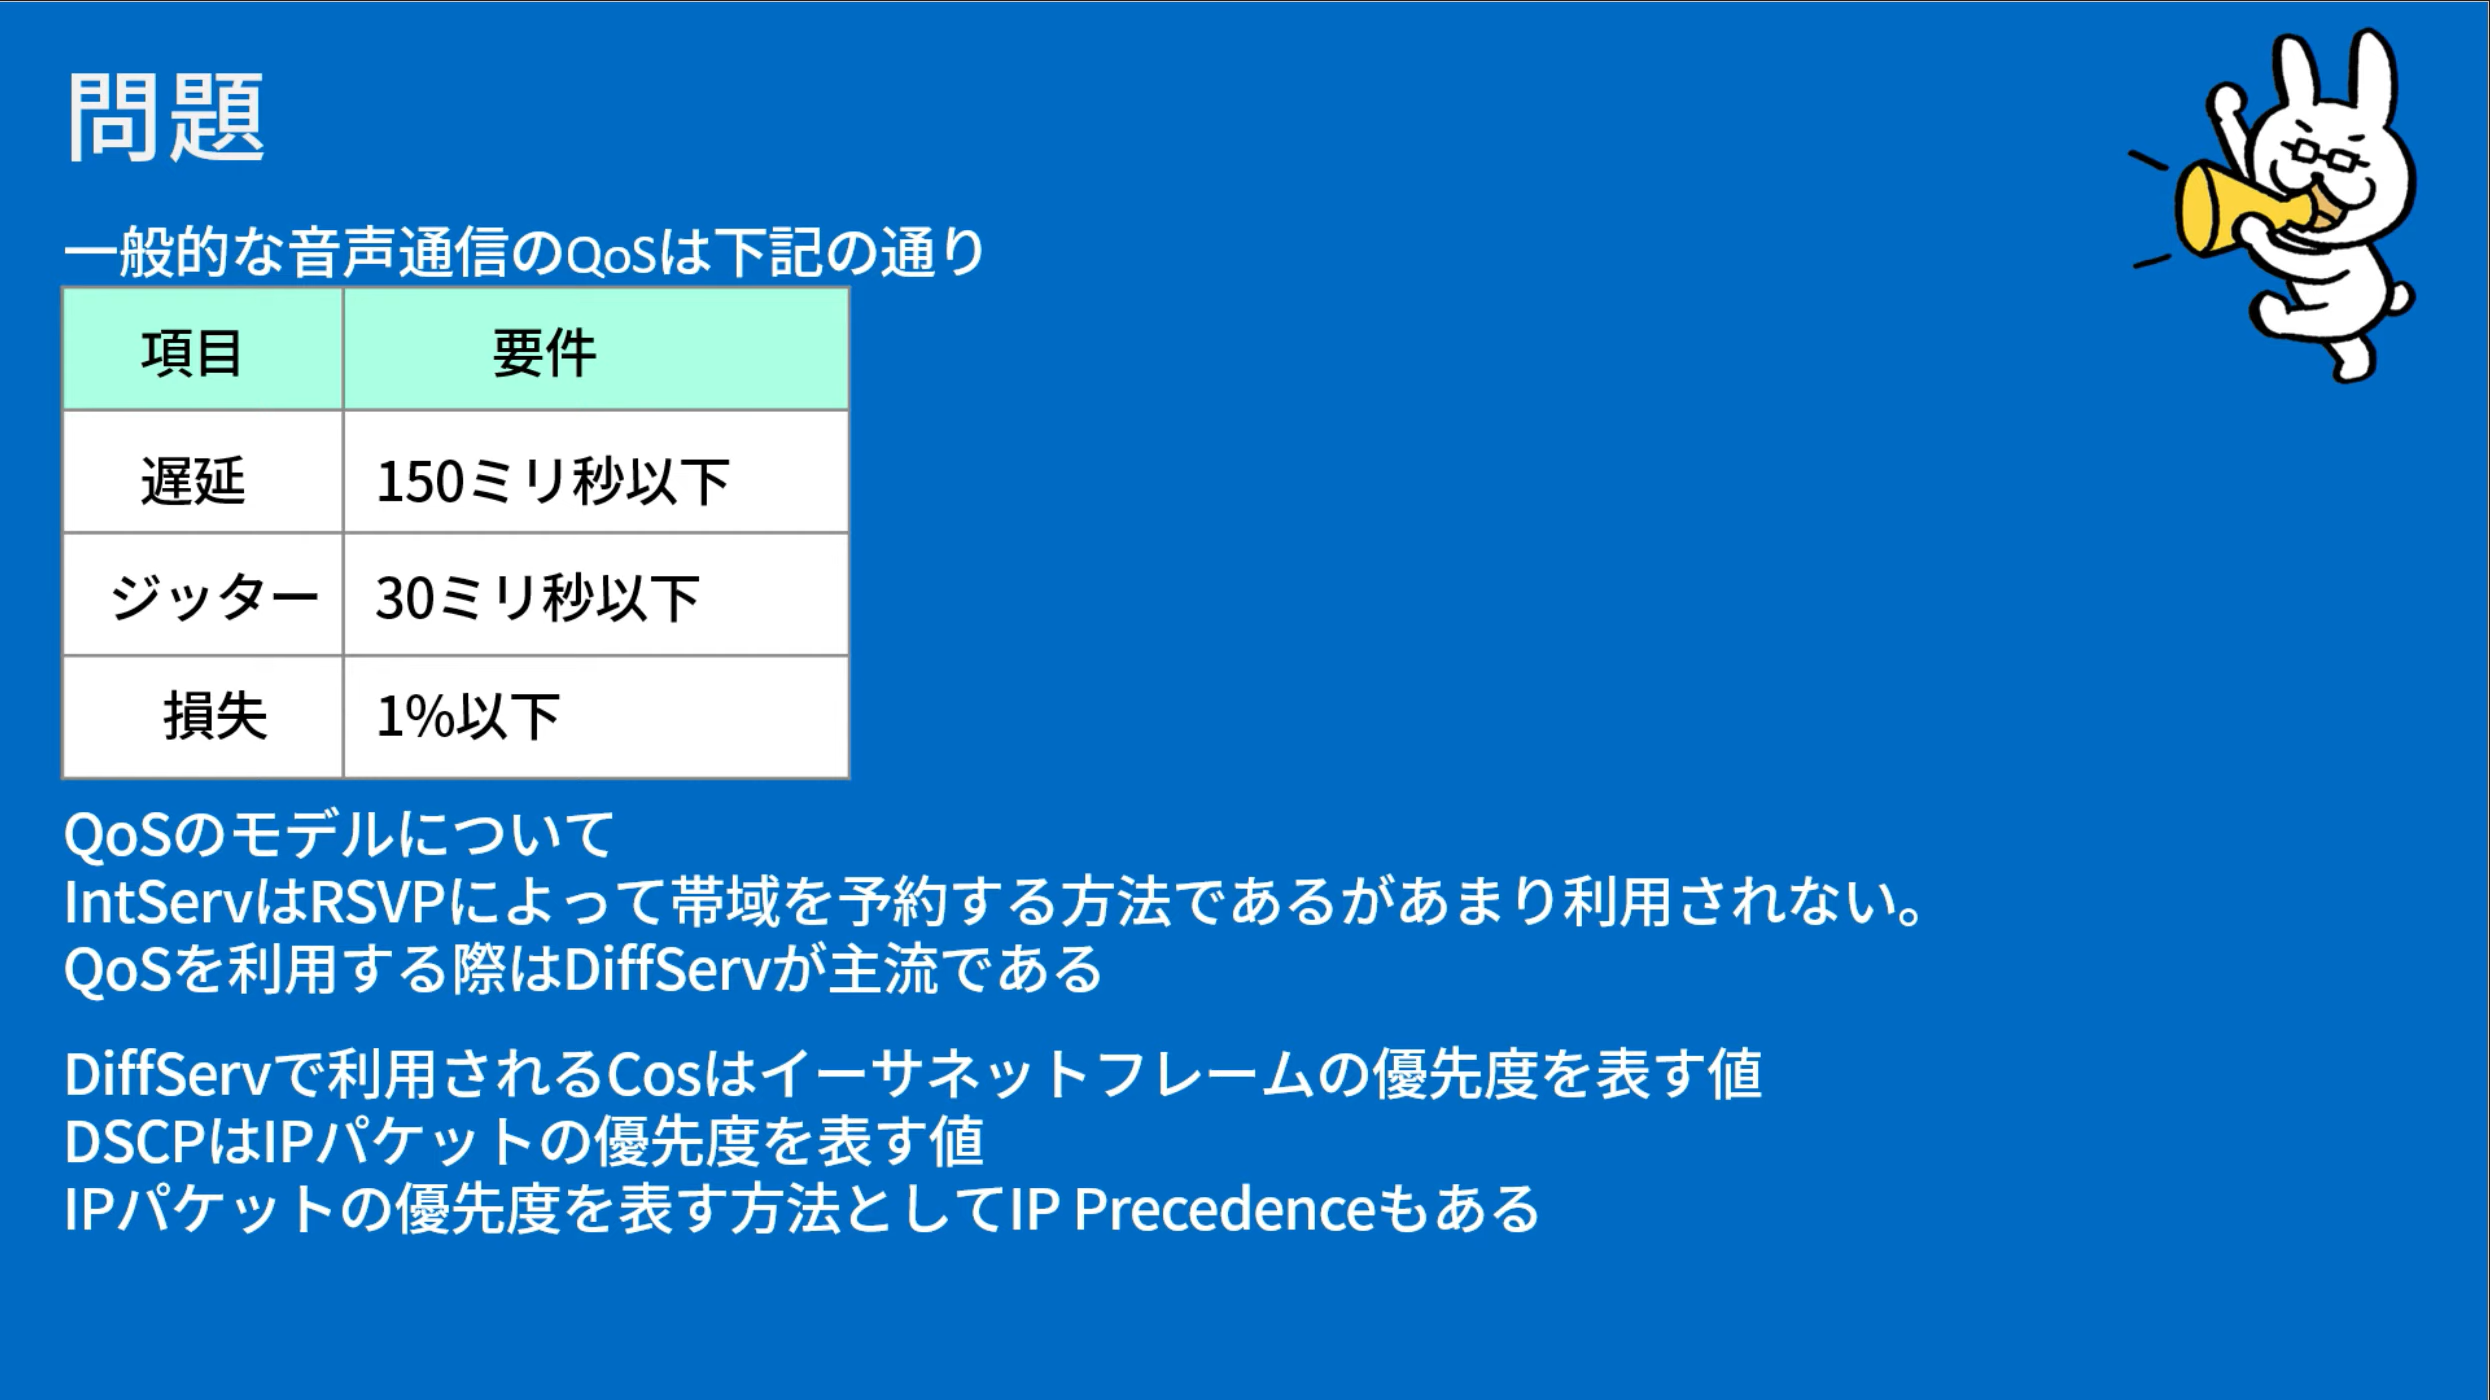 問題
一般的な音声通信のQoSは下記の通り
項目 要件
遅延 150ミリ秒以下
ジッター 30ミリ秒以下
損失 1%以下
QoSのモデルについて
IntServはRSVPによって帯域を予約する方法であるがあまり利用されない。
QoSを利用する際はDiffServが主流である
DiffServで利用されるCosはイーサネットフレームの優先度を表す値
DSCPはIPパケットの優先度を表す値
IPパケットの優先度を表す方法としてIP Precedenceもある